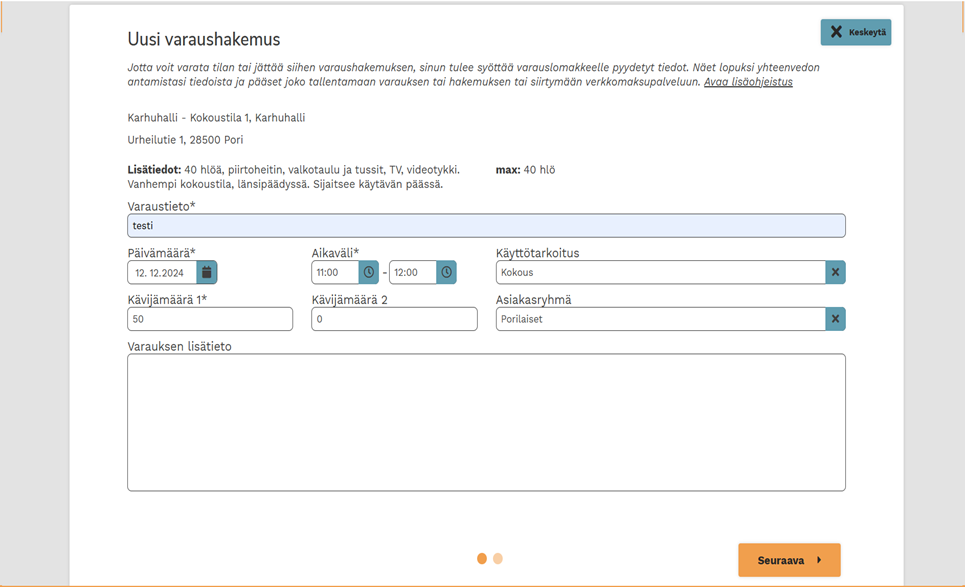 Uusi varaushakemus
Keskeytä
Jotta voit varata tilan tai jättää siihen varaushakemuksen, sinun tulee syöttää varauslomakkeelle pyydetyt tiedot. Näet lopuksi yhteenvedon
antamistasi tiedoista ja pääset joko tallentamaan varauksen tai hakemuksen tai siirtymään verkkomaksupalveluun. Avaa lisäohjeistus
Karhuhalli - Kokoustila 1, Karhuhalli
Urheilutie 1, 28500 Pori
Lisätiedot: 40 hlöä, piirtoheitin, valkotaulu ja tussit, TV, videotykki. max: 40 hlö
Vanhempi kokoustila, länsipäädyssä. Sijaitsee käytävän päässä.
Varaustieto*
testi
Päivämäärä* Aikaväli* Käyttötarkoitus
12. 12.2024 11:00 - 12:00 Kokous
Kävijämäärä 1* Kävijämäärä 2 Asiakasryhmä
50 0 Porilaiset
Varauksen lisätieto
Seuraava